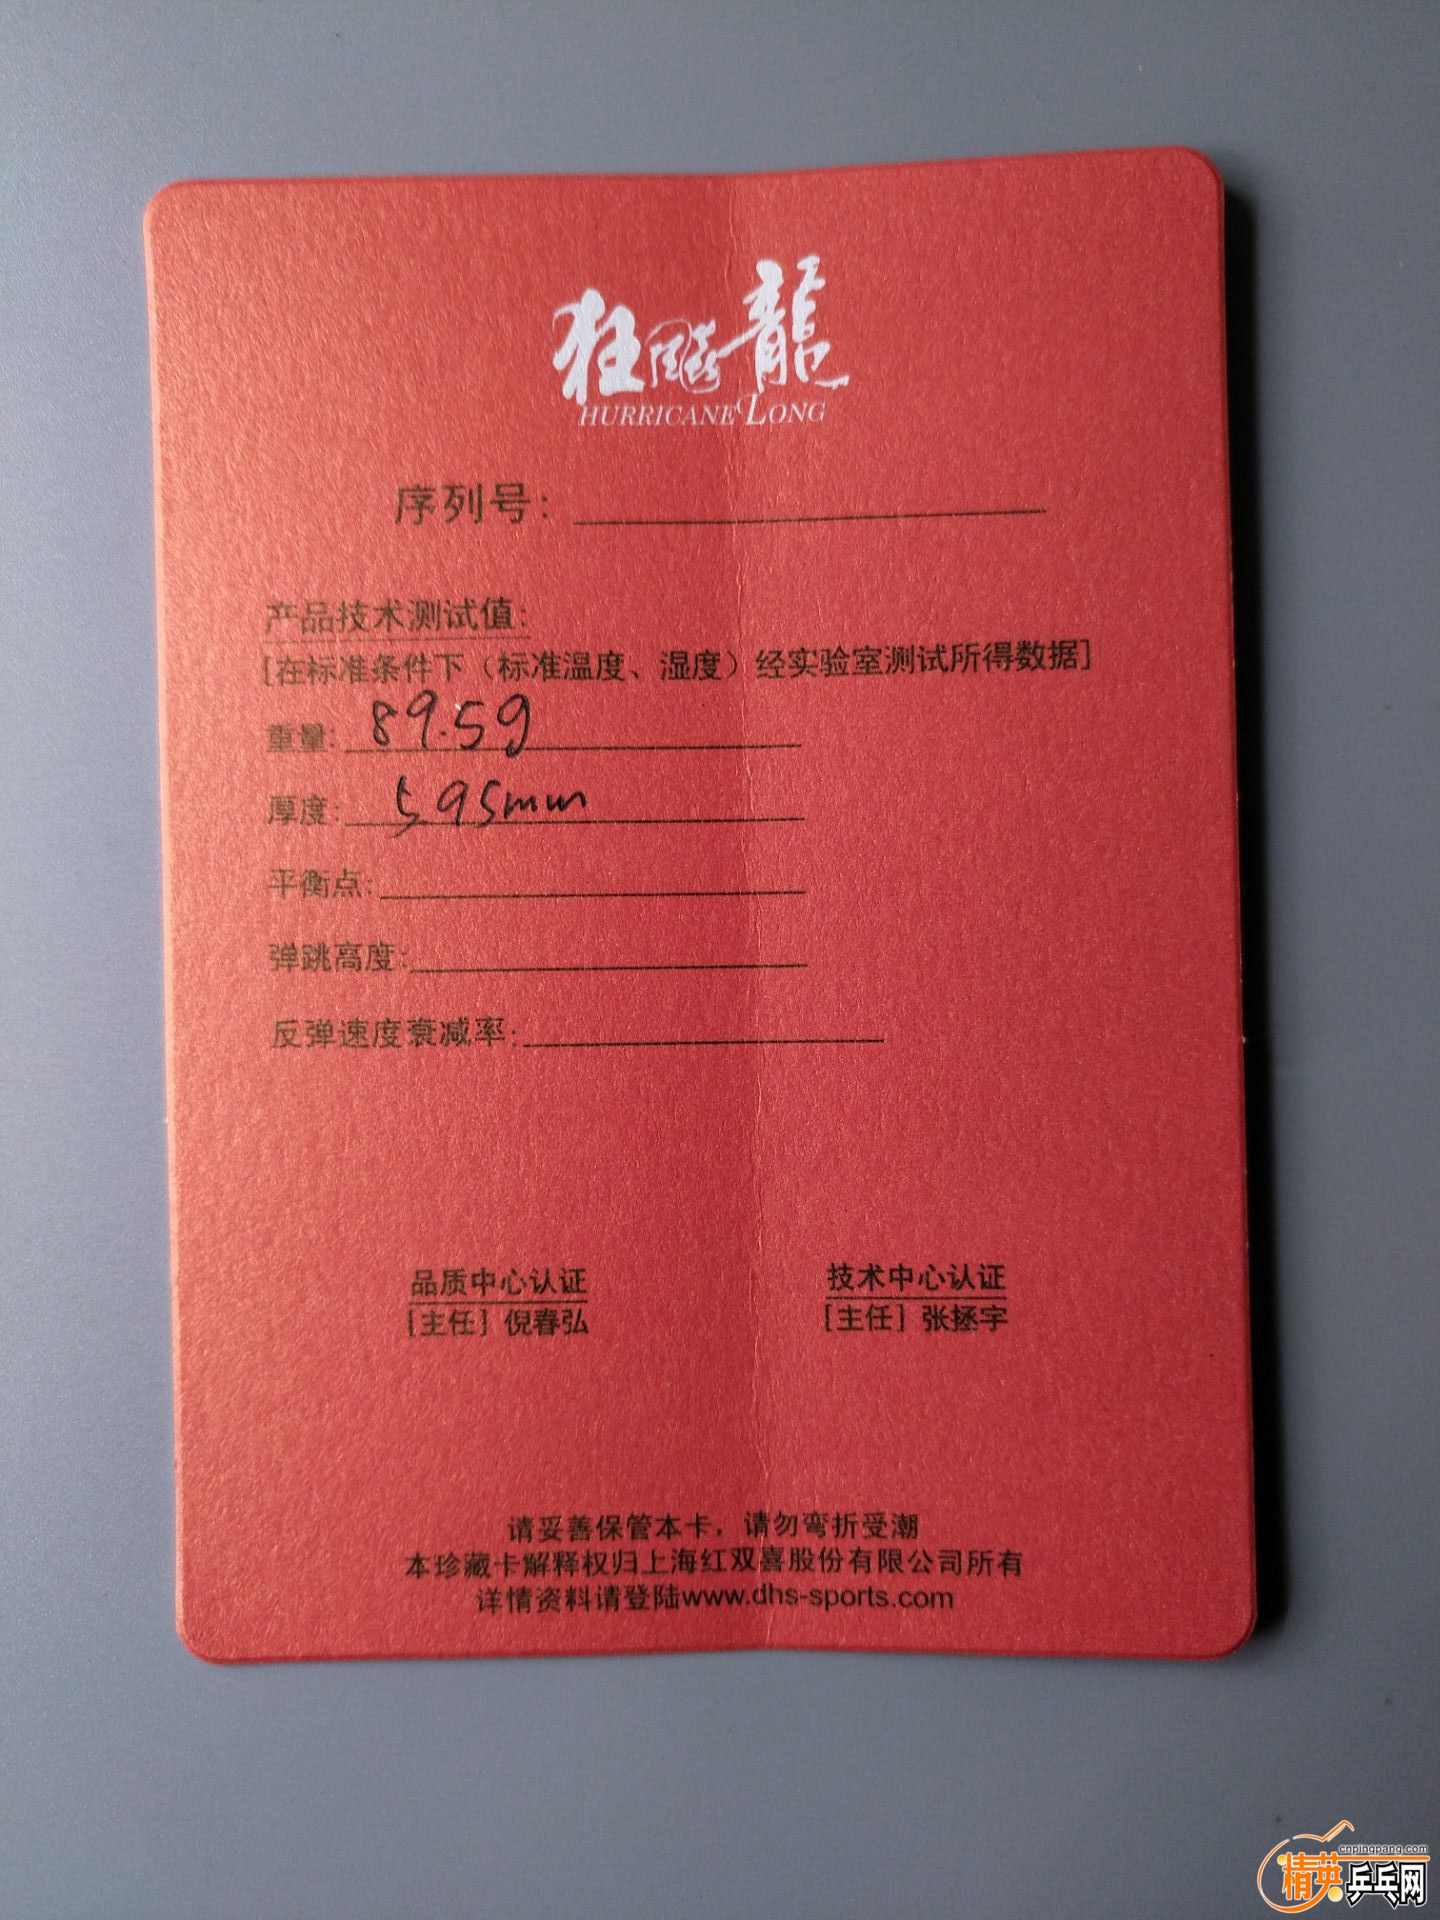 狂飚龍
HURRICANE LONG
序列号:
产品技术测试值:
[在标准条件下（标准温度、湿度）经实验室测试所得数据]
重量: 89.5g
厚度: 595mm
平衡点:
弹跳高度:
反弹速度衰减率:
品质中心认证
[主任] 倪春弘
技术中心认证
[主任] 张拯宇
请妥善保管本卡，请勿弯折受潮
本珍藏卡解释权归上海红双喜股份有限公司所有
详情资料请登陆www.dhs-sports.com
cnpingpang.com
精英乒乓网